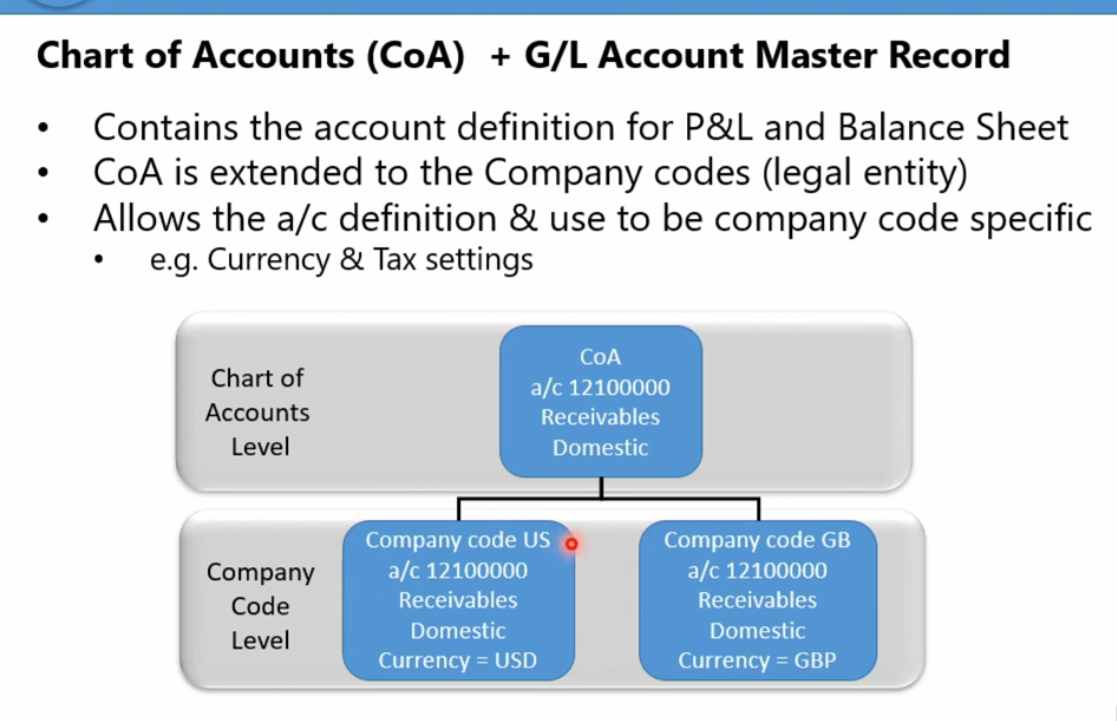 Chart of Accounts (CoA) + G/L Account Master Record
• Contains the account definition for P&L and Balance Sheet
• CoA is extended to the Company codes (legal entity)
• Allows the a/c definition & use to be company code specific
• e.g. Currency & Tax settings
Chart of
Accounts
Level
CoA
a/c 12100000
Receivables
Domestic
Company
Code
Level
Company code US
a/c 12100000
Receivables
Domestic
Currency = USD
Company code GB
a/c 12100000
Receivables
Domestic
Currency = GBP